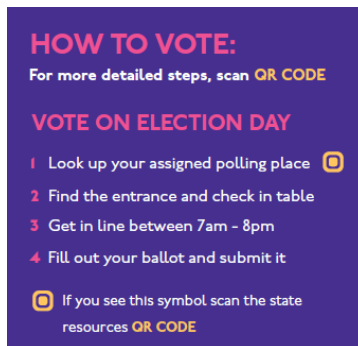 HOW TO VOTE:
For more detailed steps, scan QR CODE
VOTE ON ELECTION DAY
1 Look up your assigned polling place
2 Find the entrance and check in table
3 Get in line between 7am - 8pm
4 Fill out your ballot and submit it
If you see this symbol scan the state
resources QR CODE